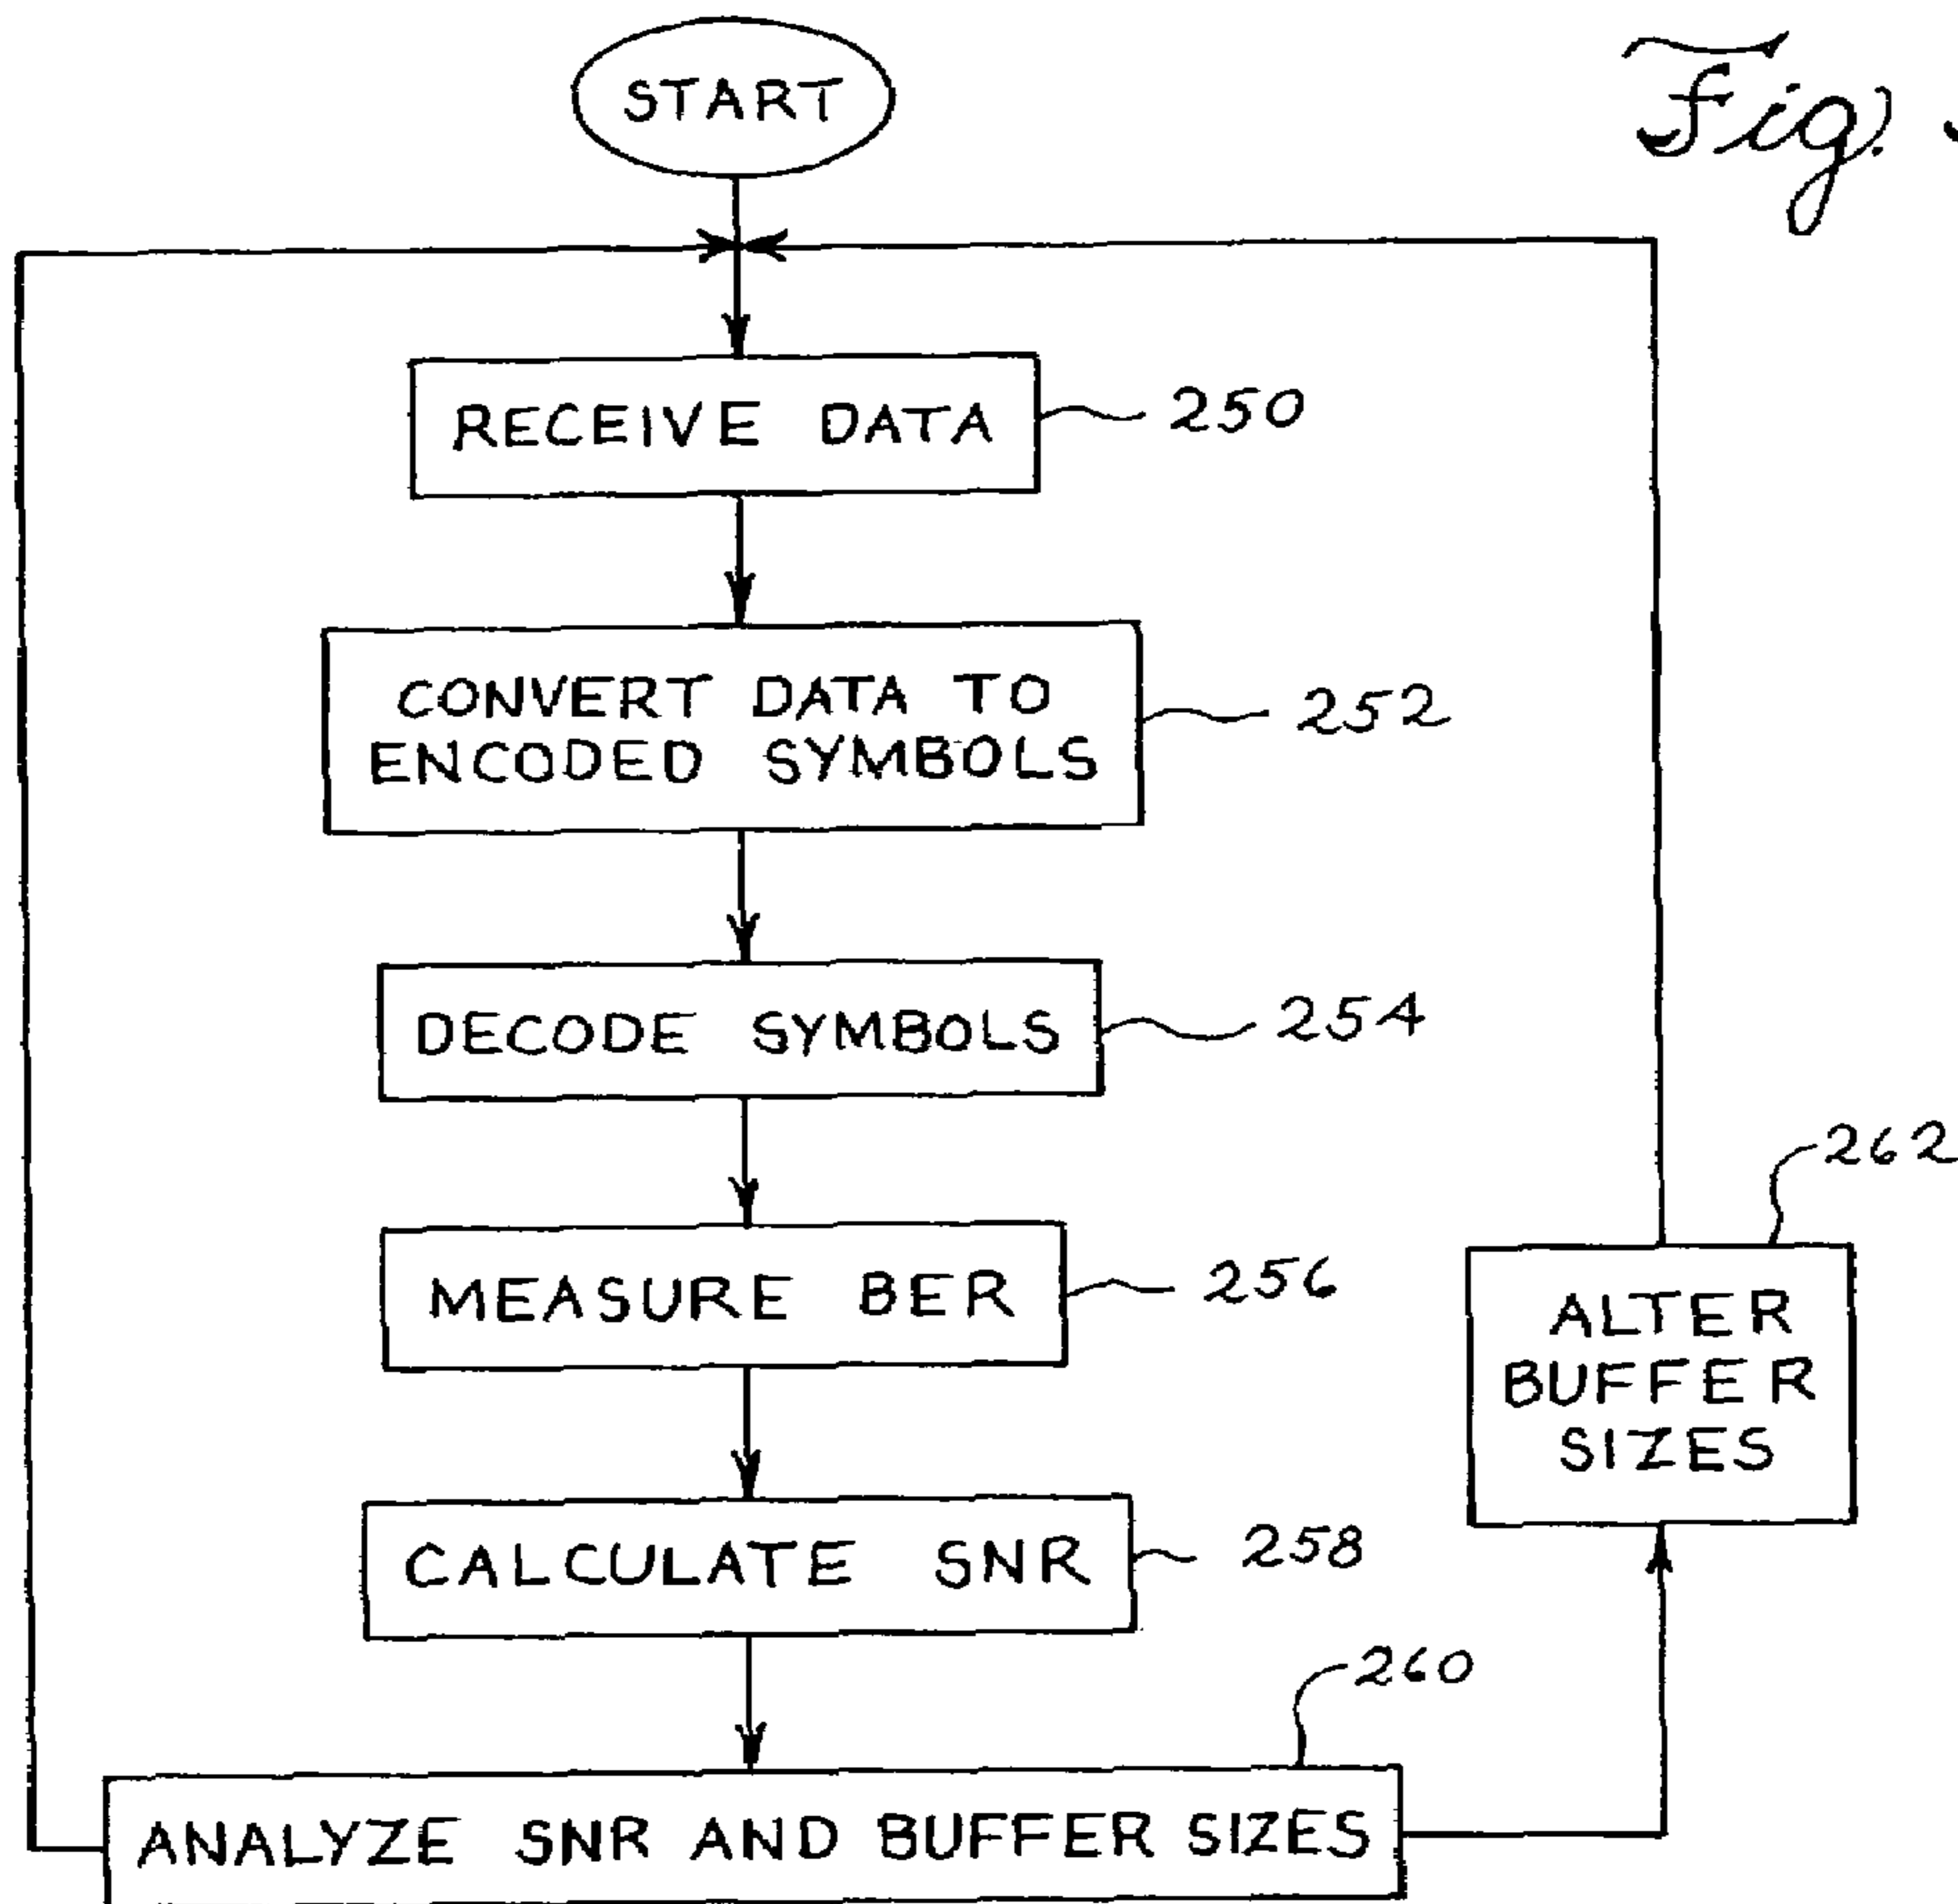 START
Fig.
RECEIVE DATA
250
CONVERT DATA TO
ENCODED SYMBOLS
252
DECODE SYMBOLS
254
262
MEASURE BER
256
ALTER
BUFFER
SIZES
CALCULATE SNR
258
260
ANALYZE SNR AND BUFFER SIZES